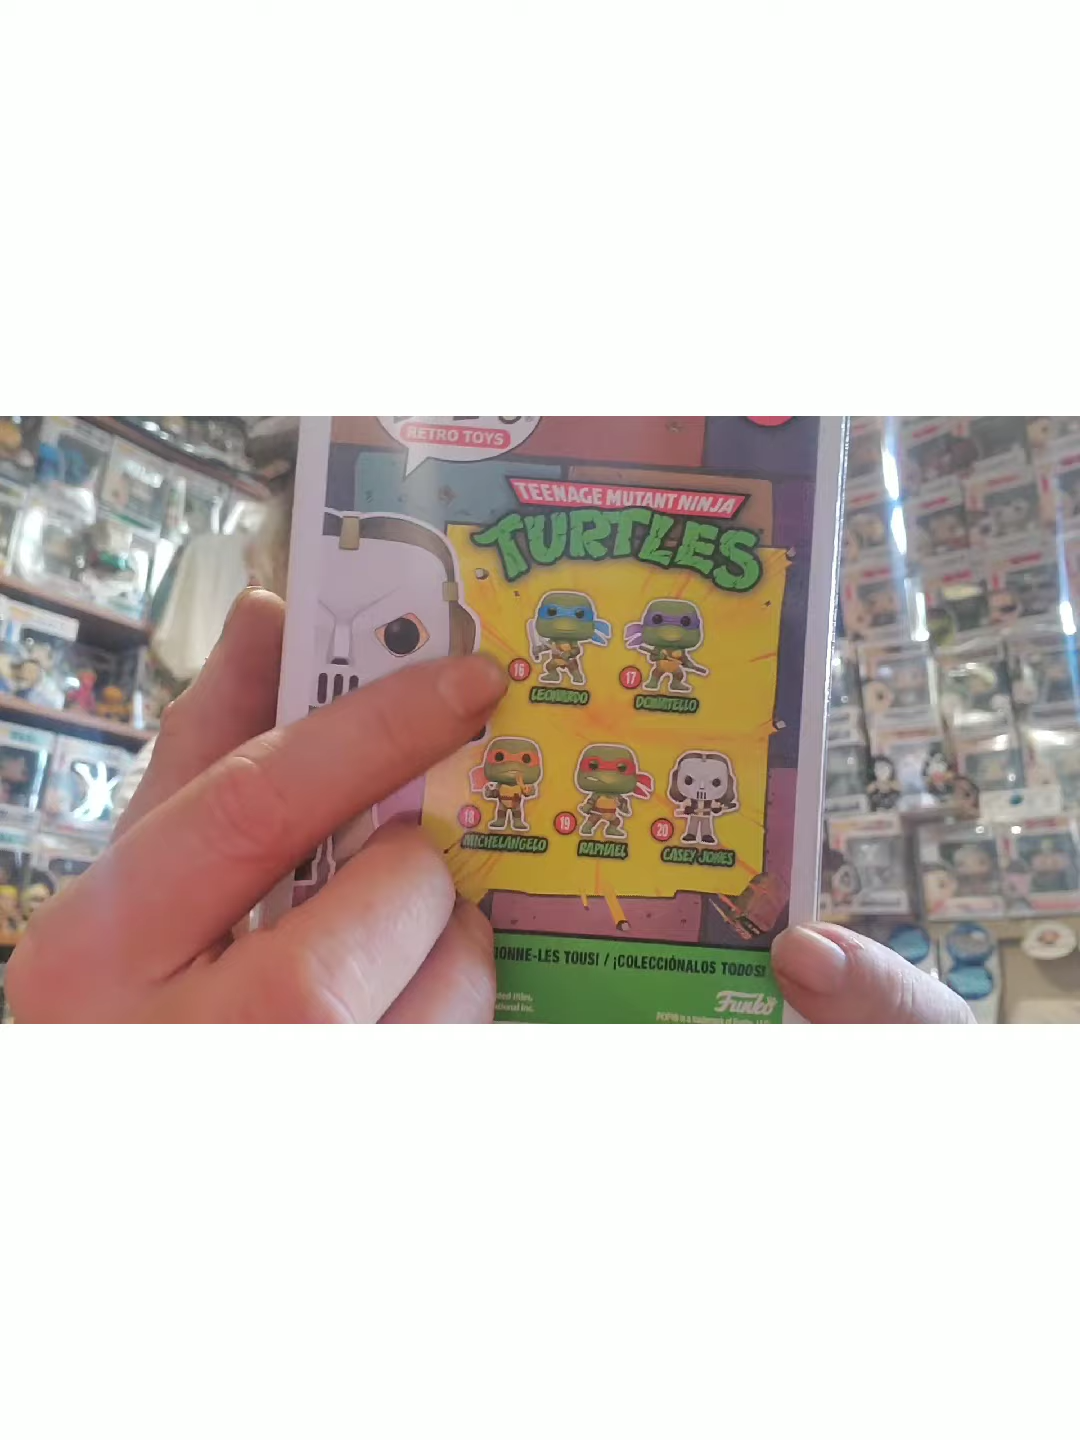 RETRO TOYS
TEENAGE MUTANT NINJA
TURTLES
16
LEONARDO
17
DONATELLO
18
MICHELANGELO
19
RAPHAEL
20
CASEY JONES
IONNE-LES TOUS! / ¡COLECCIÓNALOS TODOS!
Funko